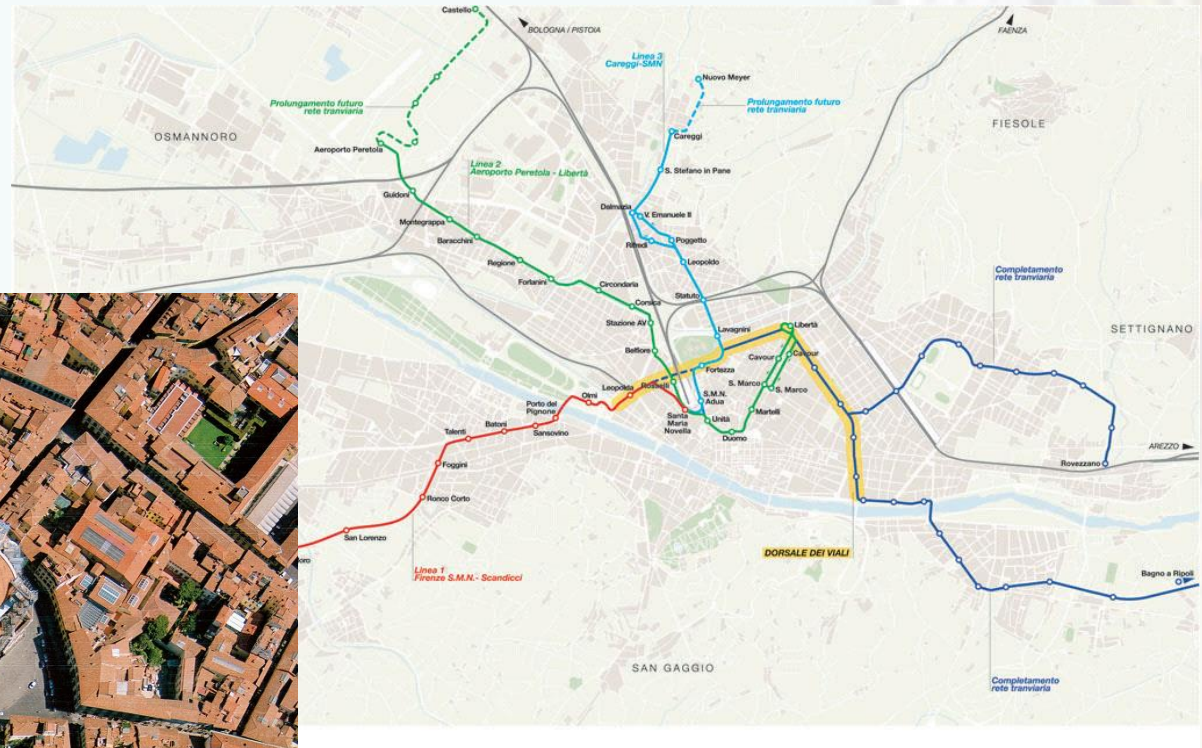 Castello
BOLOGNA / PISTOIA
FAENZA
Linea 3
Careggi-SMN
Nuovo Meyer
Prolungamento futuro
rete tranviaria
Prolungamento futuro
rete tranviaria
OSMANNORO
FIESOLE
Careggi
Aeroporto Peretola
Linea 2
Aeroporto Peretola - Libertà
S. Stefano in Pane
Guidoni
Dalmazia
V. Emanuele II
Montegrappa
Baracchini
Rifredi
Poggetto
Regione
Leopoldo
Completamento
rete tranviaria
Forlanini
Circondaria
Statuto
Corsica
Stazione AV
Lavagnini
Libertà
SETTIGNANO
Belfiore
Cavour
Cavour
Fortezza
Leopolda
Rosselli
S. Marco
S. Marco
Olmi
S.M.N.
Adua
Porto del
Pignone
Santa
Maria
Novella
Unità
Martelli
Talenti
Batoni
Sansovino
Duomo
AREZZO
Rovezzano
Foggini
Ronco Corto
San Lorenzo
DORSALE DEI VIALI
oro
Linea 1
Firenze S.M.N.- Scandicci
Bagno a Ripoli
SAN GAGGIO
Completamento
rete tranviaria